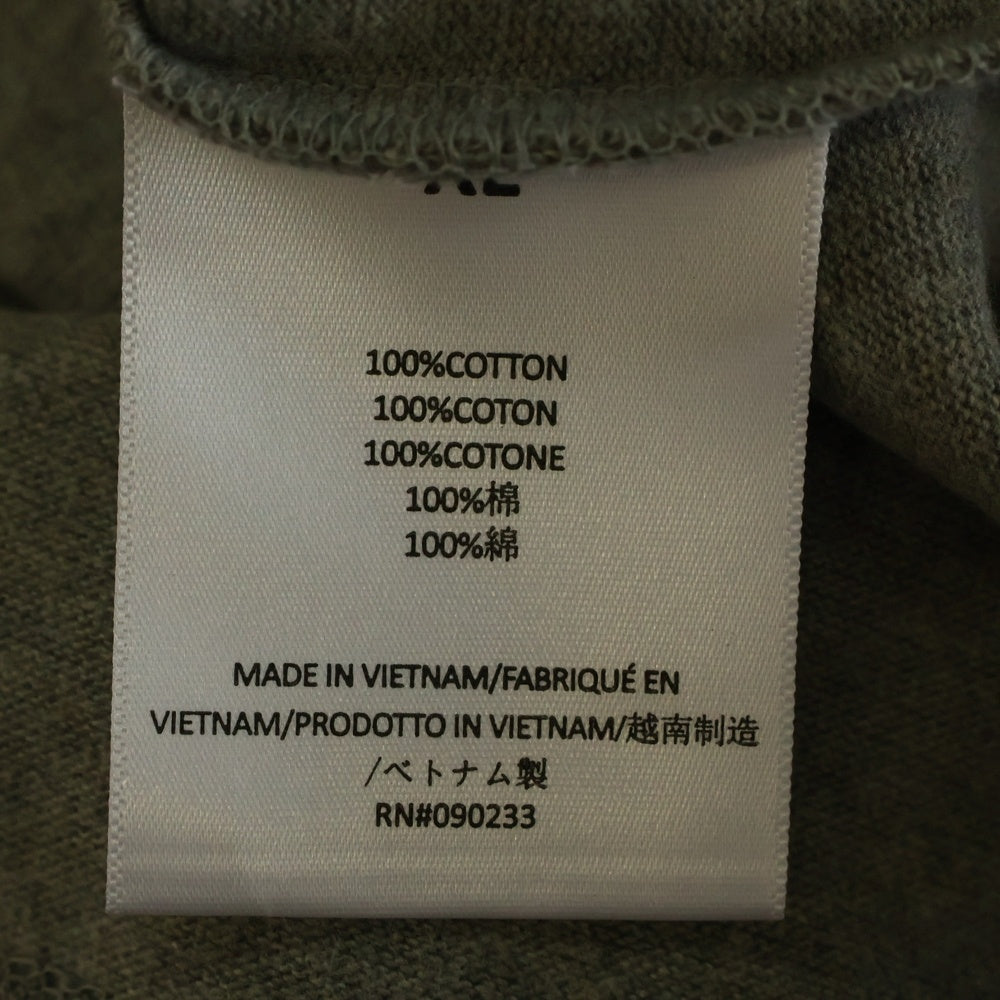 XL
100%COTTON
100%COTON
100%COTONE
100%棉
100%綿
MADE IN VIETNAM/FABRIQUÉ EN
VIETNAM/PRODOTTO IN VIETNAM/越南制造
/ベトナム製
RN#090233